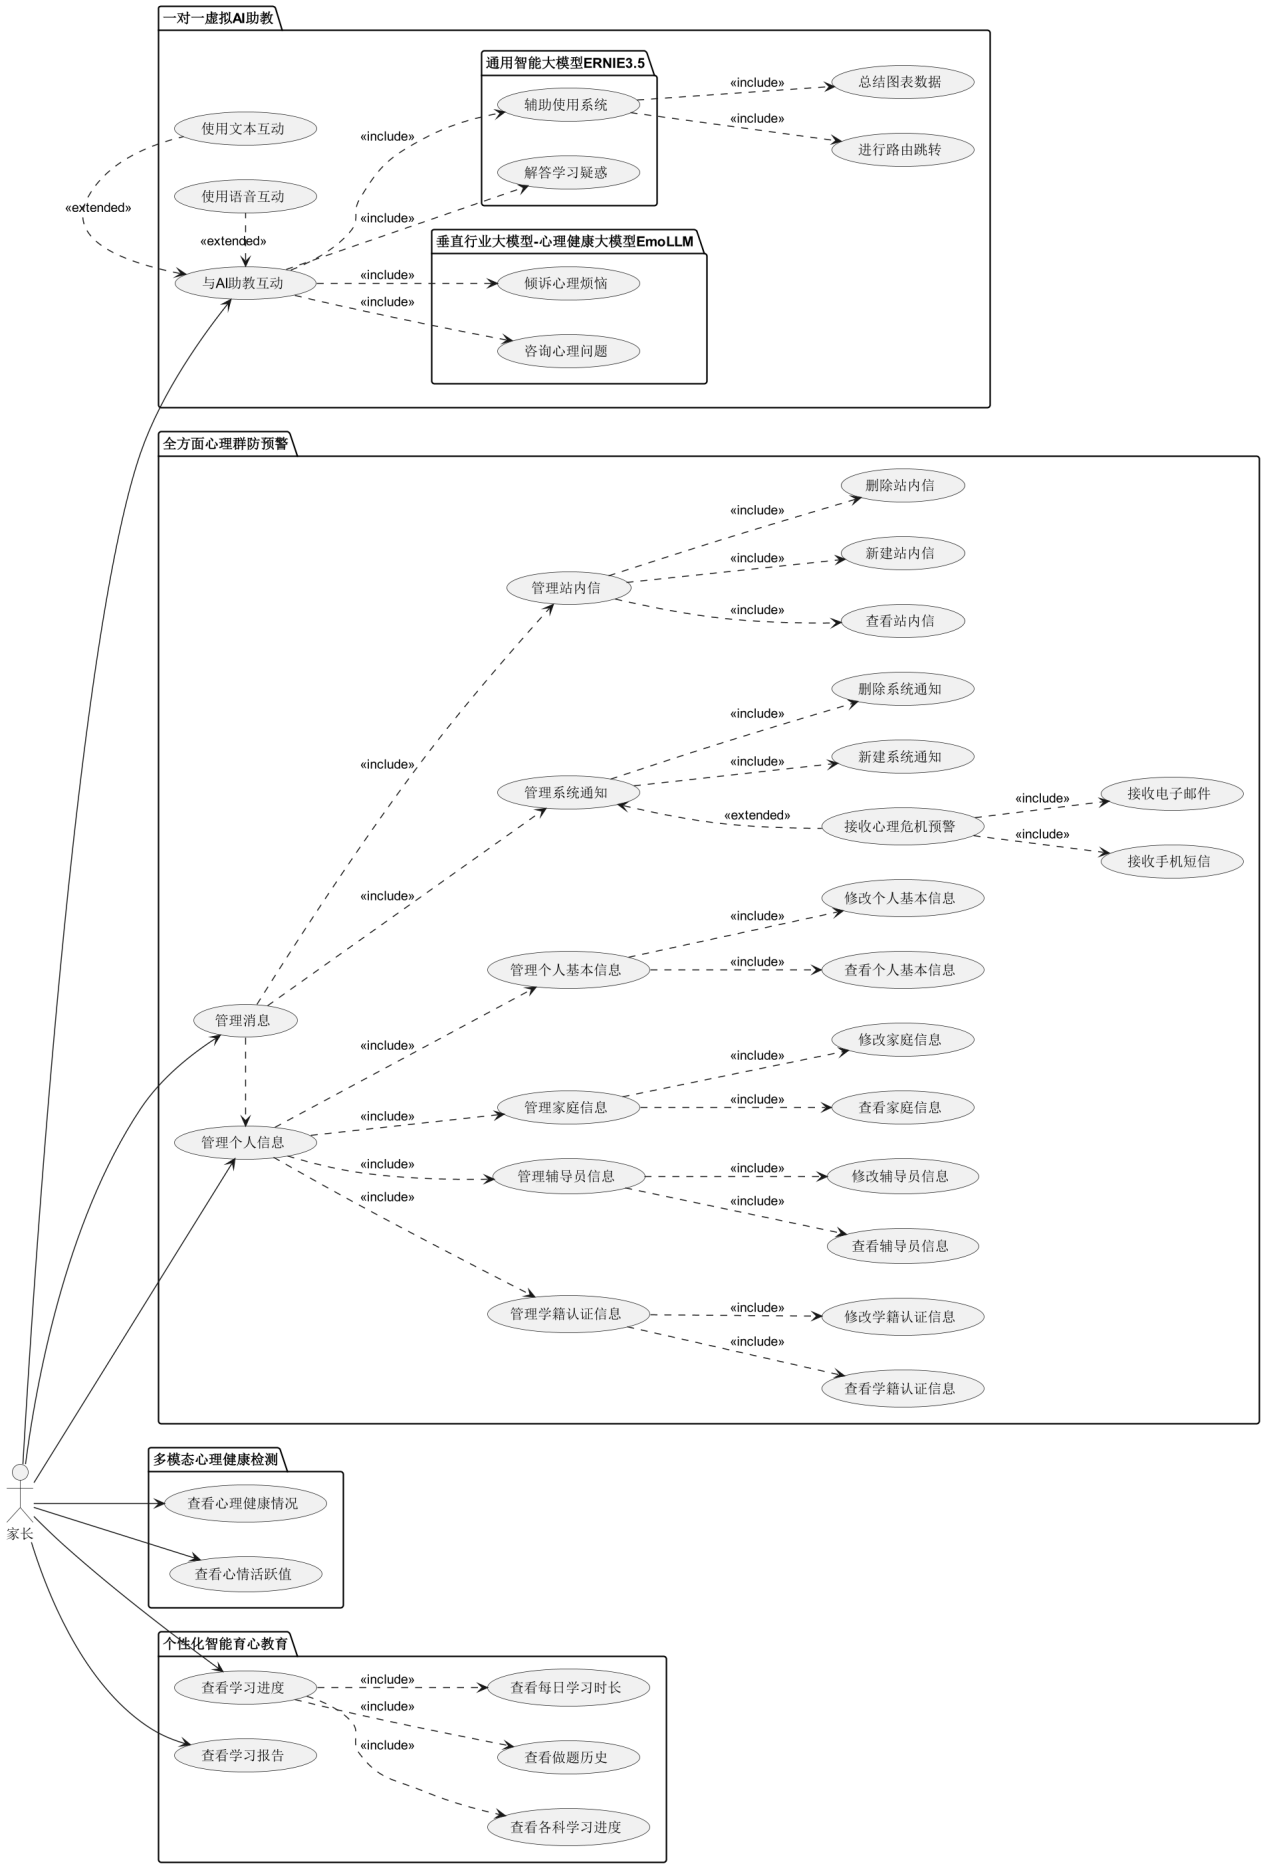 一对一虚拟AI助教
通用智能大模型ERNIE3.5
总结图表数据
«include»
辅助使用系统
«include»
进行路由跳转
使用文本互动
«include»
解答学习疑惑
使用语音互动
«extended»
«include»
«extended»
垂直行业大模型-心理健康大模型EmoLLM
与AI助教互动
«include»
倾诉心理烦恼
«include»
咨询心理问题
全方面心理群防预警
删除站内信
«include»
新建站内信
«include»
管理站内信
«include»
查看站内信
删除系统通知
«include»
新建系统通知
«include»
«include»
管理系统通知
接收电子邮件
«include»
«extended»
接收心理危机预警
«include»
接收手机短信
«include»
修改个人基本信息
«include»
管理个人基本信息
«include»
查看个人基本信息
管理消息
«include»
修改家庭信息
«include»
管理家庭信息
«include»
查看家庭信息
«include»
管理个人信息
«include»
管理辅导员信息
«include»
修改辅导员信息
«include»
«include»
查看辅导员信息
管理学籍认证信息
«include»
修改学籍认证信息
«include»
查看学籍认证信息
多模态心理健康检测
查看心理健康情况
家长
查看心情活跃值
个性化智能育心教育
查看学习进度
«include»
查看每日学习时长
«include»
查看学习报告
«include»
查看做题历史
查看各科学习进度